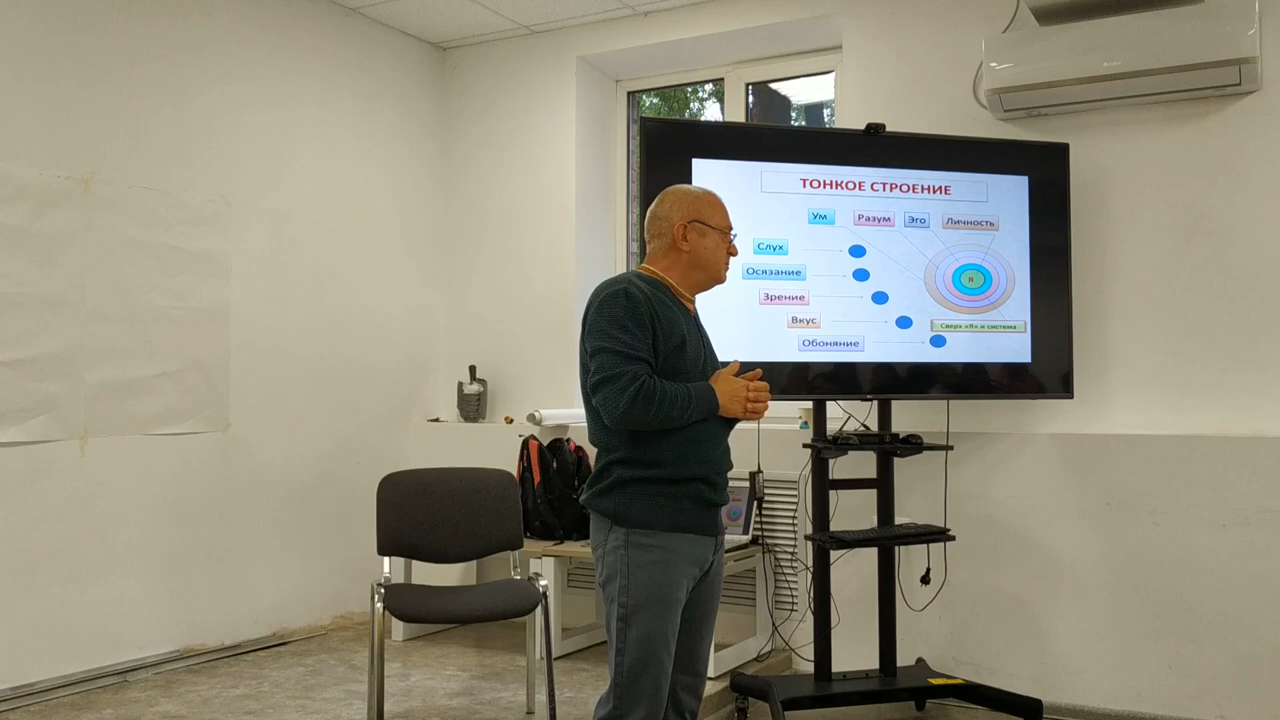 ТОНКОЕ СТРОЕНИЕ
Ум Разум Эго Личность
Слух
Осязание
Зрение
Вкус
Обоняние
Я
Сверх «Я» и система